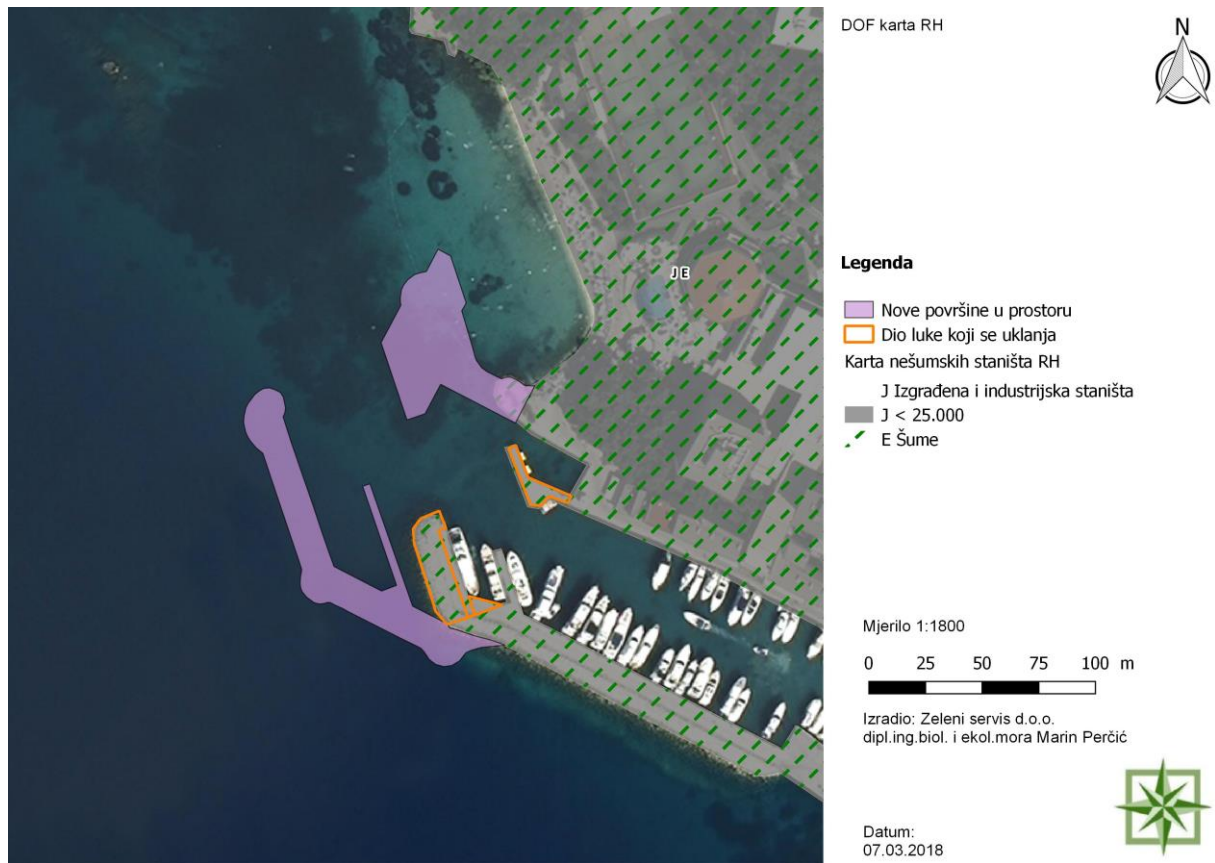 DOF karta RH
N
J E
Legenda
Nove površine u prostoru
Dio luke koji se uklanja
Karta nešumskih staništa RH
J Izgrađena i industrijska staništa
J < 25.000
E Šume
Mjerilo 1:1800
0 25 50 75 100 m
Izradio: Zeleni servis d.o.o.
dipl.ing.biol. i ekol.mora Marin Perčić
Datum:
07.03.2018